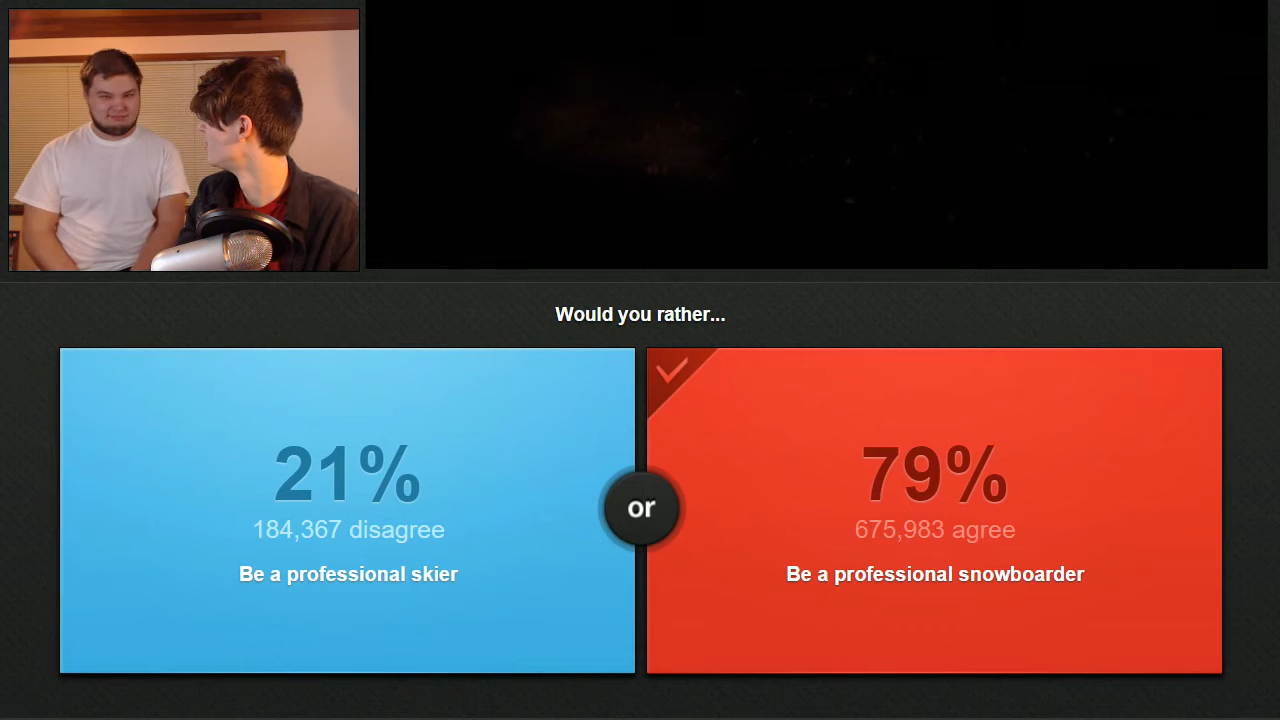 Would you rather...
21%
184,367 disagree
Be a professional skier
or
79%
675,983 agree
Be a professional snowboarder